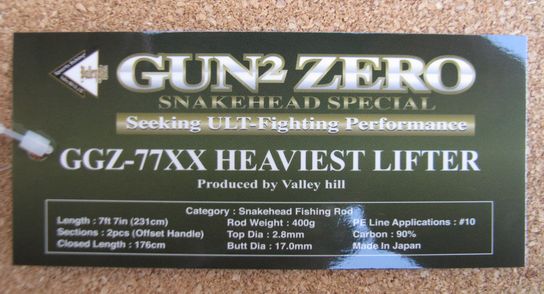 GUN² ZERO
SNAKEHEAD SPECIAL
Seeking ULT-Fighting Performance
GGZ-77XX HEAVIEST LIFTER
Produced by Valley hill
Category : Snakehead Fishing Rod
Length : 7ft 7in (231cm) Rod Weight : 400g PE Line Applications : #10
Sections : 2pcs (Offset Handle) Top Dia : 2.8mm Carbon : 90%
Closed Length : 176cm Butt Dia : 17.0mm Made In Japan